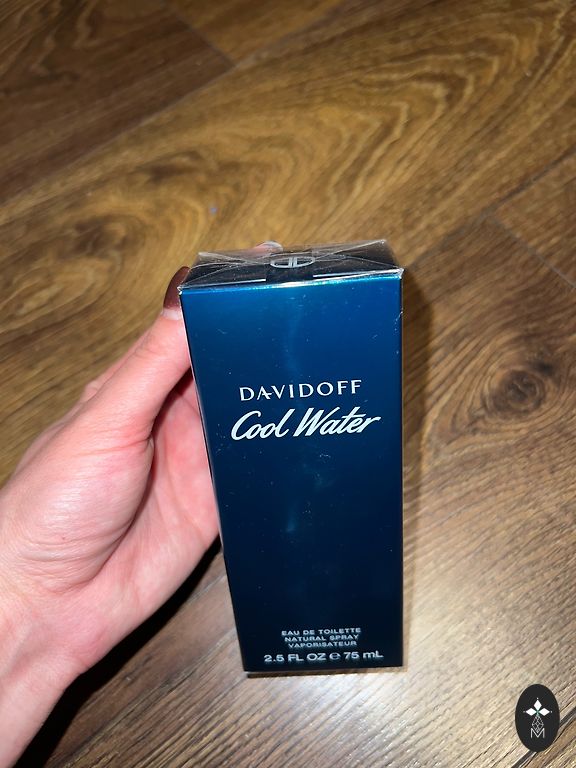 DAVIDOFF
Cool Water
EAU DE TOILETTE
NATURAL SPRAY
VAPORISATEUR
2.5 FL OZ ℮ 75 mL